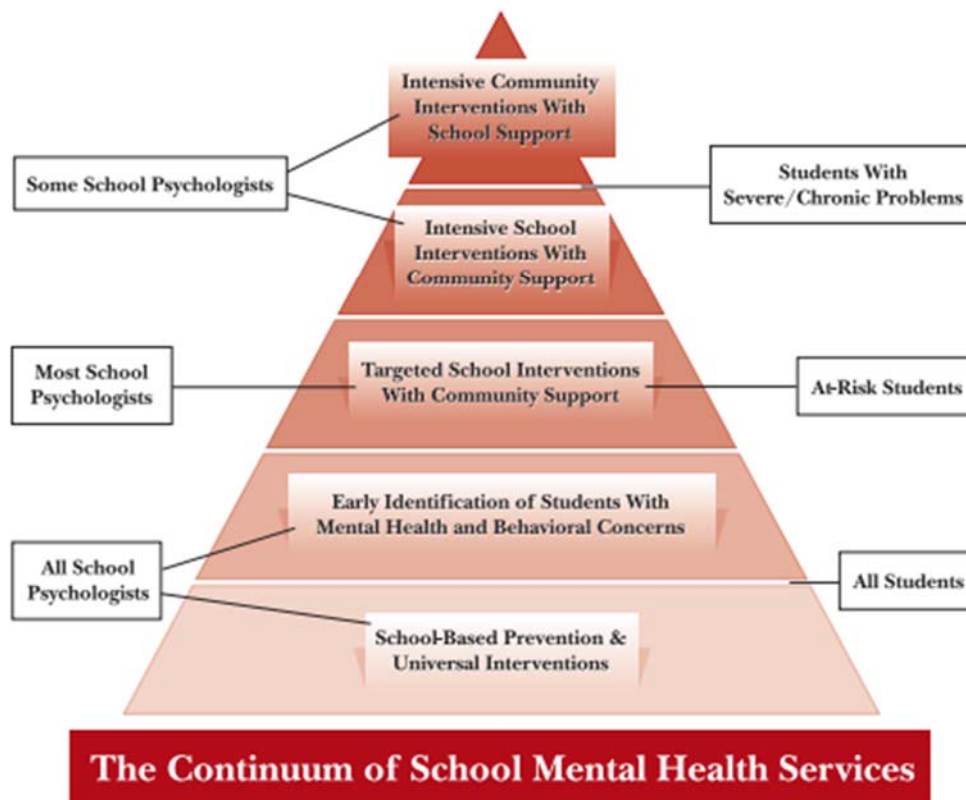 Intensive Community
Interventions With
School Support
Some School Psychologists
Students With
Severe/Chronic Problems
Intensive School
Interventions With
Community Support
Most School
Psychologists
Targeted School Interventions
With Community Support
At-Risk Students
Early Identification of Students With
Mental Health and Behavioral Concerns
All School
Psychologists
All Students
School-Based Prevention &
Universal Interventions
The Continuum of School Mental Health Services